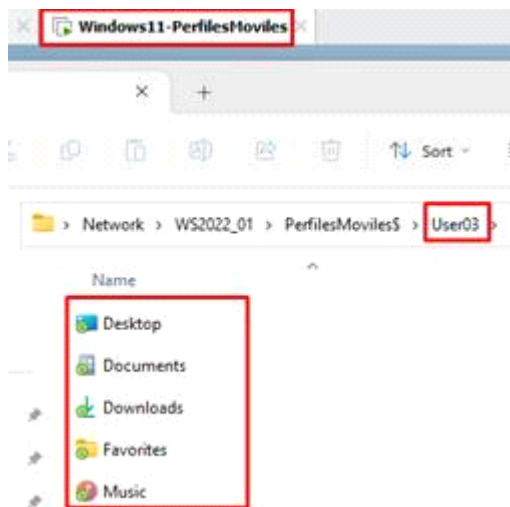 Windows11-PerfilesMoviles
Sort
Network > WS2022_01 > PerfilesMoviles$ > User03 >
Name
Desktop
Documents
Downloads
Favorites
Music